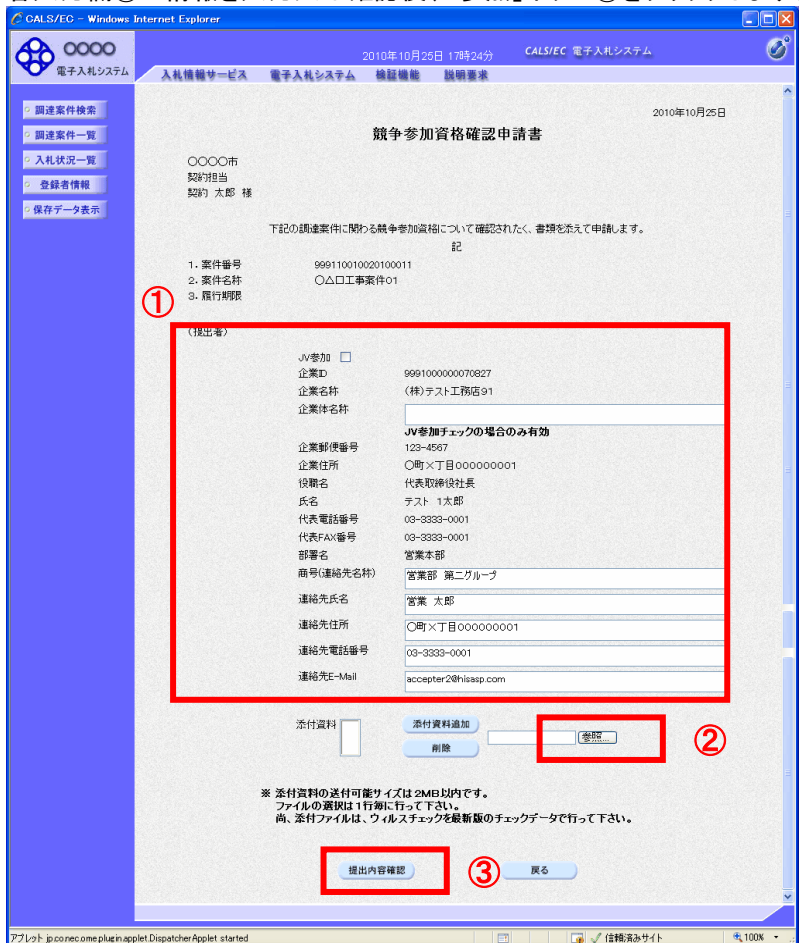 CALS/EC - Windows Internet Explorer
OOOO
電子入札システム
2010年10月25日 17時24分
CALS/EC 電子入札システム
入札情報サービス 電子入札システム 検証機能 説明要求
調達案件検索
調達案件一覧
入札状況一覧
登録者情報
保存データ表示
2010年10月25日
競争参加資格確認申請書
〇〇〇〇市
契約担当
契約 太郎 様
下記の調達案件に関わる競争参加資格について確認されたく、書類を添えて申請します。
記
1. 案件番号 999110010020100011
2. 案件名称 〇△口工事案件01
3. 履行期限
①
(提出者)
JV参加
企業ID 9991000000070827
企業名称 (株)テスト工務店91
企業体名称
JV参加チェックの場合のみ有効
企業郵便番号 123-4567
企業住所 〇町×丁目000000001
役職名 代表取締役社長
氏名 テスト 1太郎
代表電話番号 03-3333-0001
代表FAX番号 03-3333-0001
部署名 営業本部
商号(連絡先名称) 営業部 第二グループ
連絡先氏名 営業 太郎
連絡先住所 〇町×丁目000000001
連絡先電話番号 03-3333-0001
連絡先E-Mail accepter2@hisasp.com
添付資料 添付資料追加
削除
参照...
②
※ 添付資料の送付可能サイズは2MB以内です。
ファイルの選択は1行毎に行って下さい。
尚、添付ファイルは、ウィルスチェックを最新版のチェックデータで行って下さい。
提出内容確認 ③ 戻る
アプレット jp.co.nec.ome.plugin.applet.DispatcherApplet started
信頼済みサイト 100%